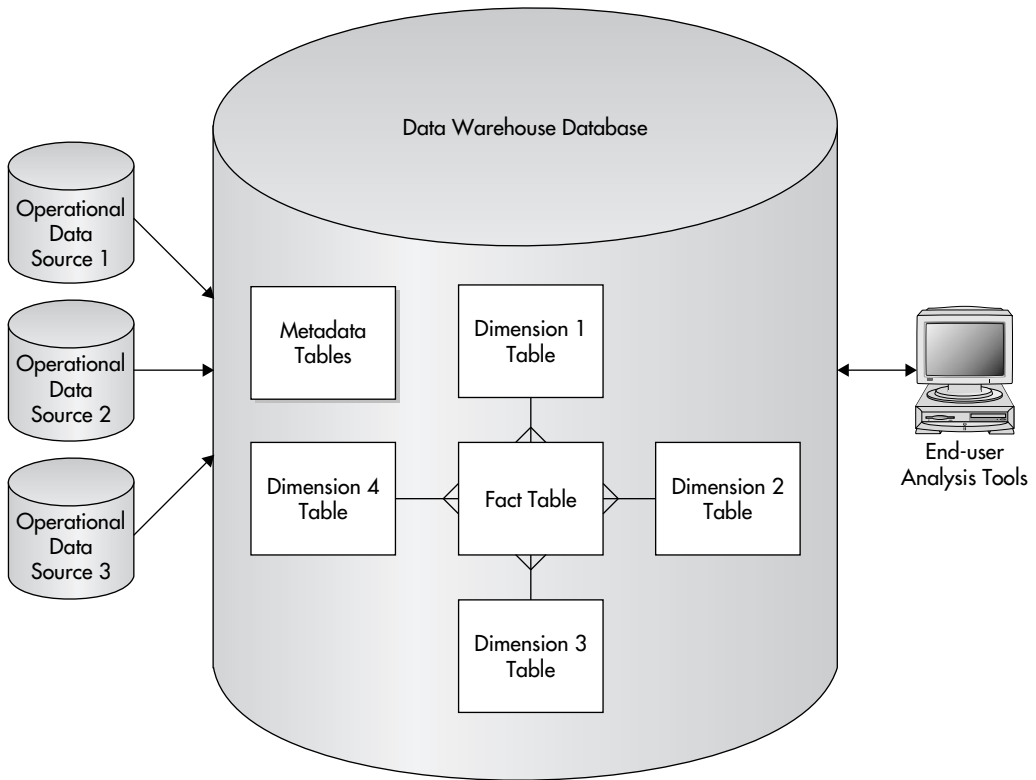 Data Warehouse Database
Operational
Data
Source 1
Operational
Data
Source 2
Operational
Data
Source 3
Metadata
Tables
Dimension 1
Table
Dimension 4
Table
Fact Table
Dimension 2
Table
Dimension 3
Table
End-user
Analysis Tools